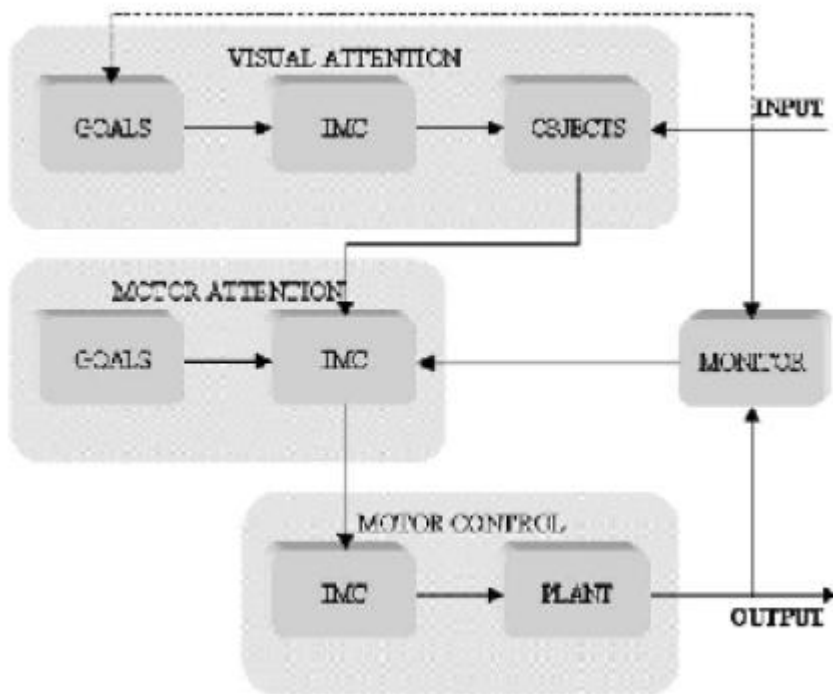 VISUAL ATTENTION
GOALS
IMC
OBJECTS
INPUT
MOTOR ATTENTION
GOALS
IMC
MONITOR
MOTOR CONTROL
IMC
PLANT
OUTPUT